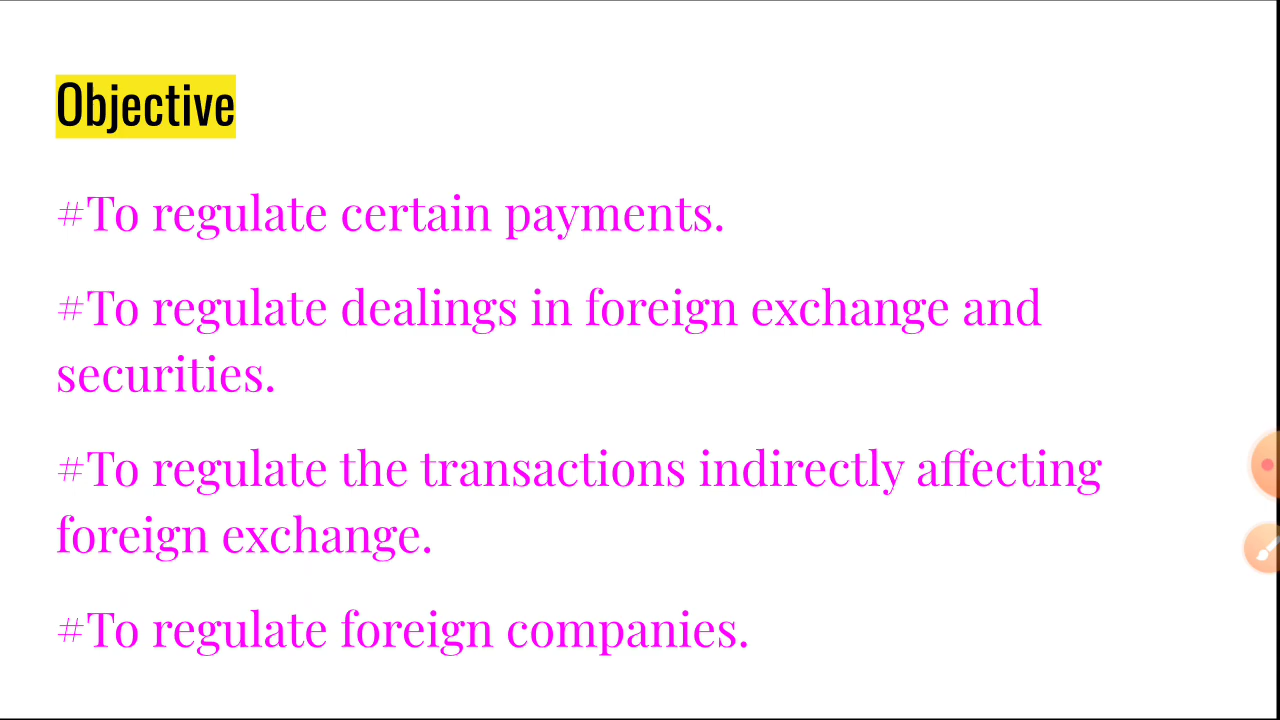 Objective
#To regulate certain payments.
#To regulate dealings in foreign exchange and
securities.
#To regulate the transactions indirectly affecting
foreign exchange.
#To regulate foreign companies.